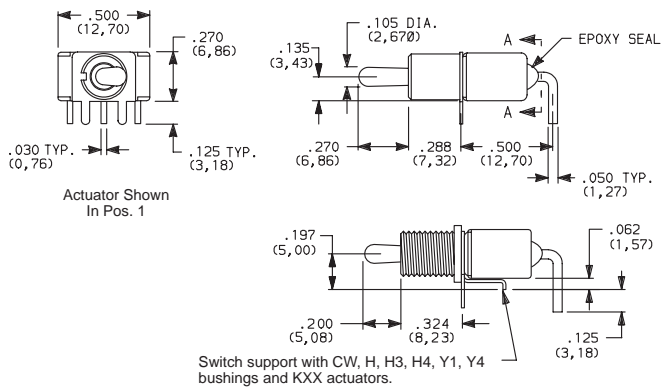 .500
(12,70)
.270
(6,86)
.030 TYP.
(0,76)
.125 TYP.
(3,18)
Actuator Shown
In Pos. 1
.105 DIA.
(2,670)
.135
(3,43)
A
EPOXY SEAL
A
.270
(6,86)
.288
(7,32)
.500
(12,70)
.050 TYP.
(1,27)
.197
(5,00)
.062
(1,57)
.200
(5,08)
.324
(8,23)
.125
(3,18)
Switch support with CW, H, H3, H4, Y1, Y4
bushings and KXX actuators.